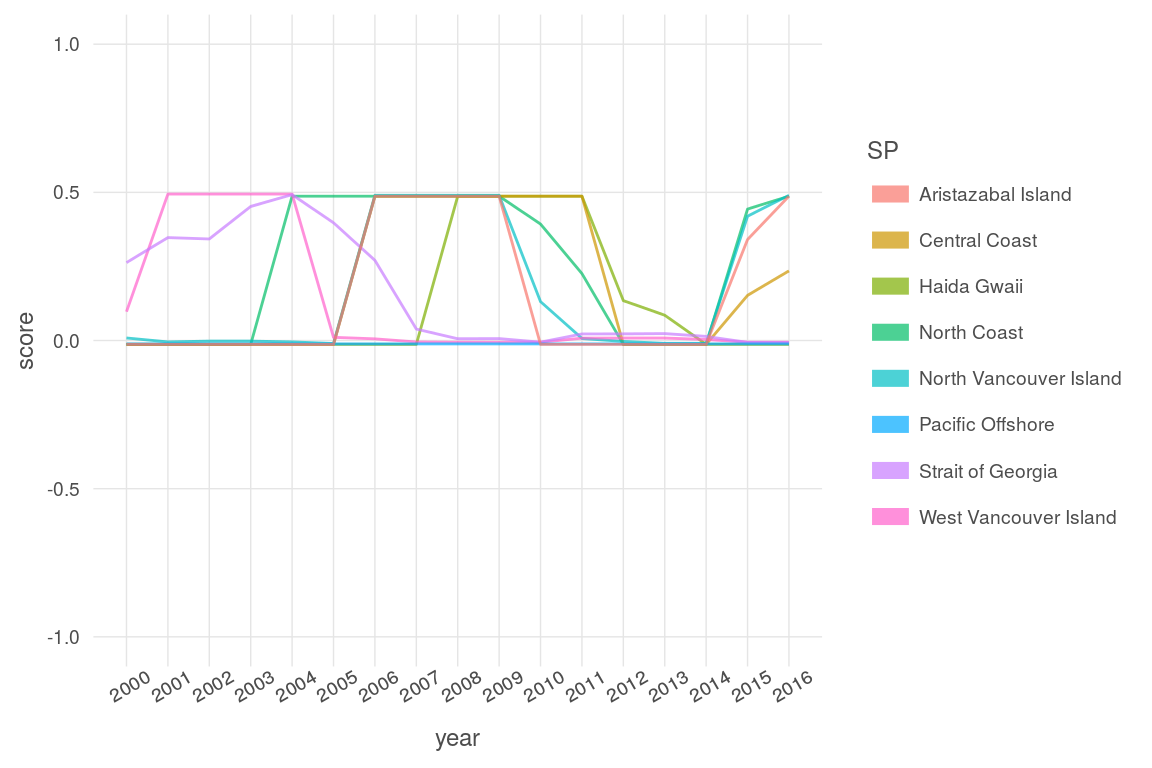 1.0
0.5
0.0
-0.5
-1.0
score
2000 2001 2002 2003 2004 2005 2006 2007 2008 2009 2010 2011 2012 2013 2014 2015 2016
year
SP
Aristazabal Island
Central Coast
Haida Gwaii
North Coast
North Vancouver Island
Pacific Offshore
Strait of Georgia
West Vancouver Island